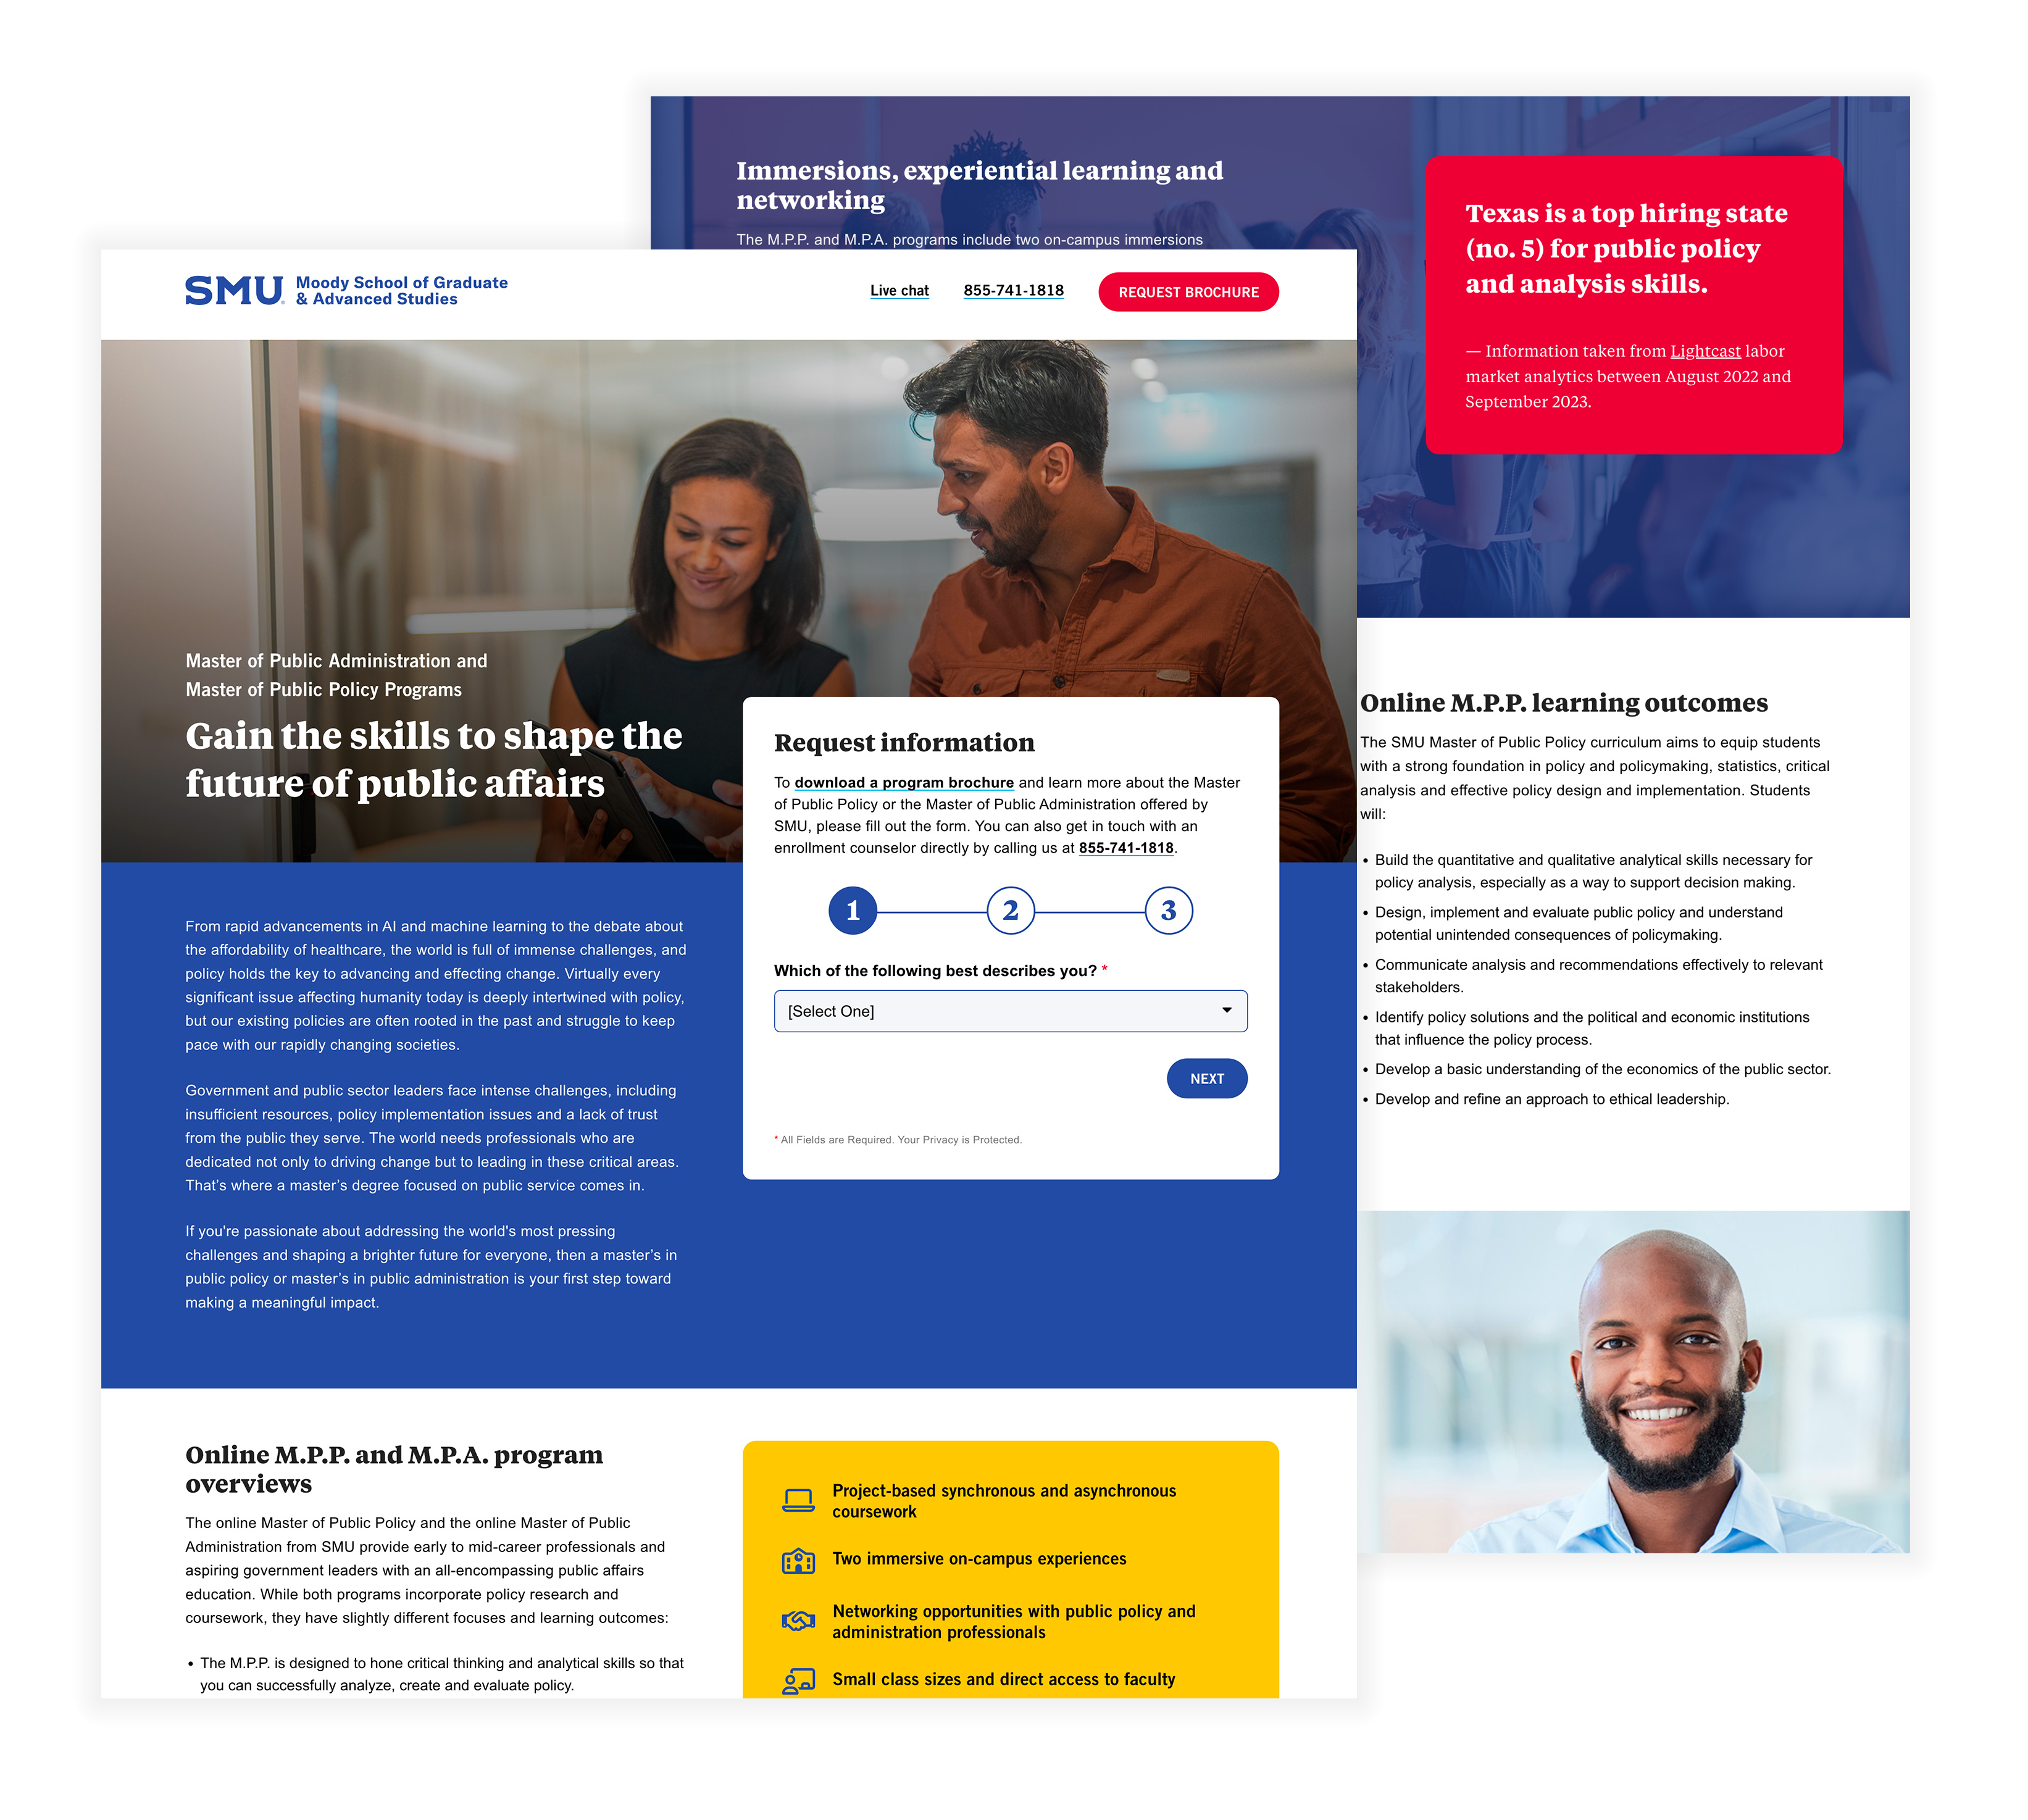 Immersions, experiential learning and
networking
The M.P.P. and M.P.A. programs include two on-campus immersions
Texas is a top hiring state
(no. 5) for public policy
and analysis skills.
— Information taken from Lightcast labor
market analytics between August 2022 and
September 2023.
SMU Moody School of Graduate
& Advanced Studies
Live chat
855-741-1818
REQUEST BROCHURE
Master of Public Administration and
Master of Public Policy Programs
Gain the skills to shape the
future of public affairs
From rapid advancements in AI and machine learning to the debate about
the affordability of healthcare, the world is full of immense challenges, and
policy holds the key to advancing and effecting change. Virtually every
significant issue affecting humanity today is deeply intertwined with policy,
but our existing policies are often rooted in the past and struggle to keep
pace with our rapidly changing societies.
Government and public sector leaders face intense challenges, including
insufficient resources, policy implementation issues and a lack of trust
from the public they serve. The world needs professionals who are
dedicated not only to driving change but to leading in these critical areas.
That’s where a master’s degree focused on public service comes in.
If you're passionate about addressing the world's most pressing
challenges and shaping a brighter future for everyone, then a master’s in
public policy or master’s in public administration is your first step toward
making a meaningful impact.
Request information
To download a program brochure and learn more about the Master
of Public Policy or the Master of Public Administration offered by
SMU, please fill out the form. You can also get in touch with an
enrollment counselor directly by calling us at 855-741-1818.
1 2 3
Which of the following best describes you? *
[Select One]
NEXT
* All Fields are Required. Your Privacy is Protected.
Online M.P.P. and M.P.A. program
overviews
The online Master of Public Policy and the online Master of Public
Administration from SMU provide early to mid-career professionals and
aspiring government leaders with an all-encompassing public affairs
education. While both programs incorporate policy research and
coursework, they have slightly different focuses and learning outcomes:
• The M.P.P. is designed to hone critical thinking and analytical skills so that
you can successfully analyze, create and evaluate policy.
Project-based synchronous and asynchronous
coursework
Two immersive on-campus experiences
Networking opportunities with public policy and
administration professionals
Small class sizes and direct access to faculty
Online M.P.P. learning outcomes
The SMU Master of Public Policy curriculum aims to equip students
with a strong foundation in policy and policymaking, statistics, critical
analysis and effective policy design and implementation. Students
will:
• Build the quantitative and qualitative analytical skills necessary for
policy analysis, especially as a way to support decision making.
• Design, implement and evaluate public policy and understand
potential unintended consequences of policymaking.
• Communicate analysis and recommendations effectively to relevant
stakeholders.
• Identify policy solutions and the political and economic institutions
that influence the policy process.
• Develop a basic understanding of the economics of the public sector.
• Develop and refine an approach to ethical leadership.